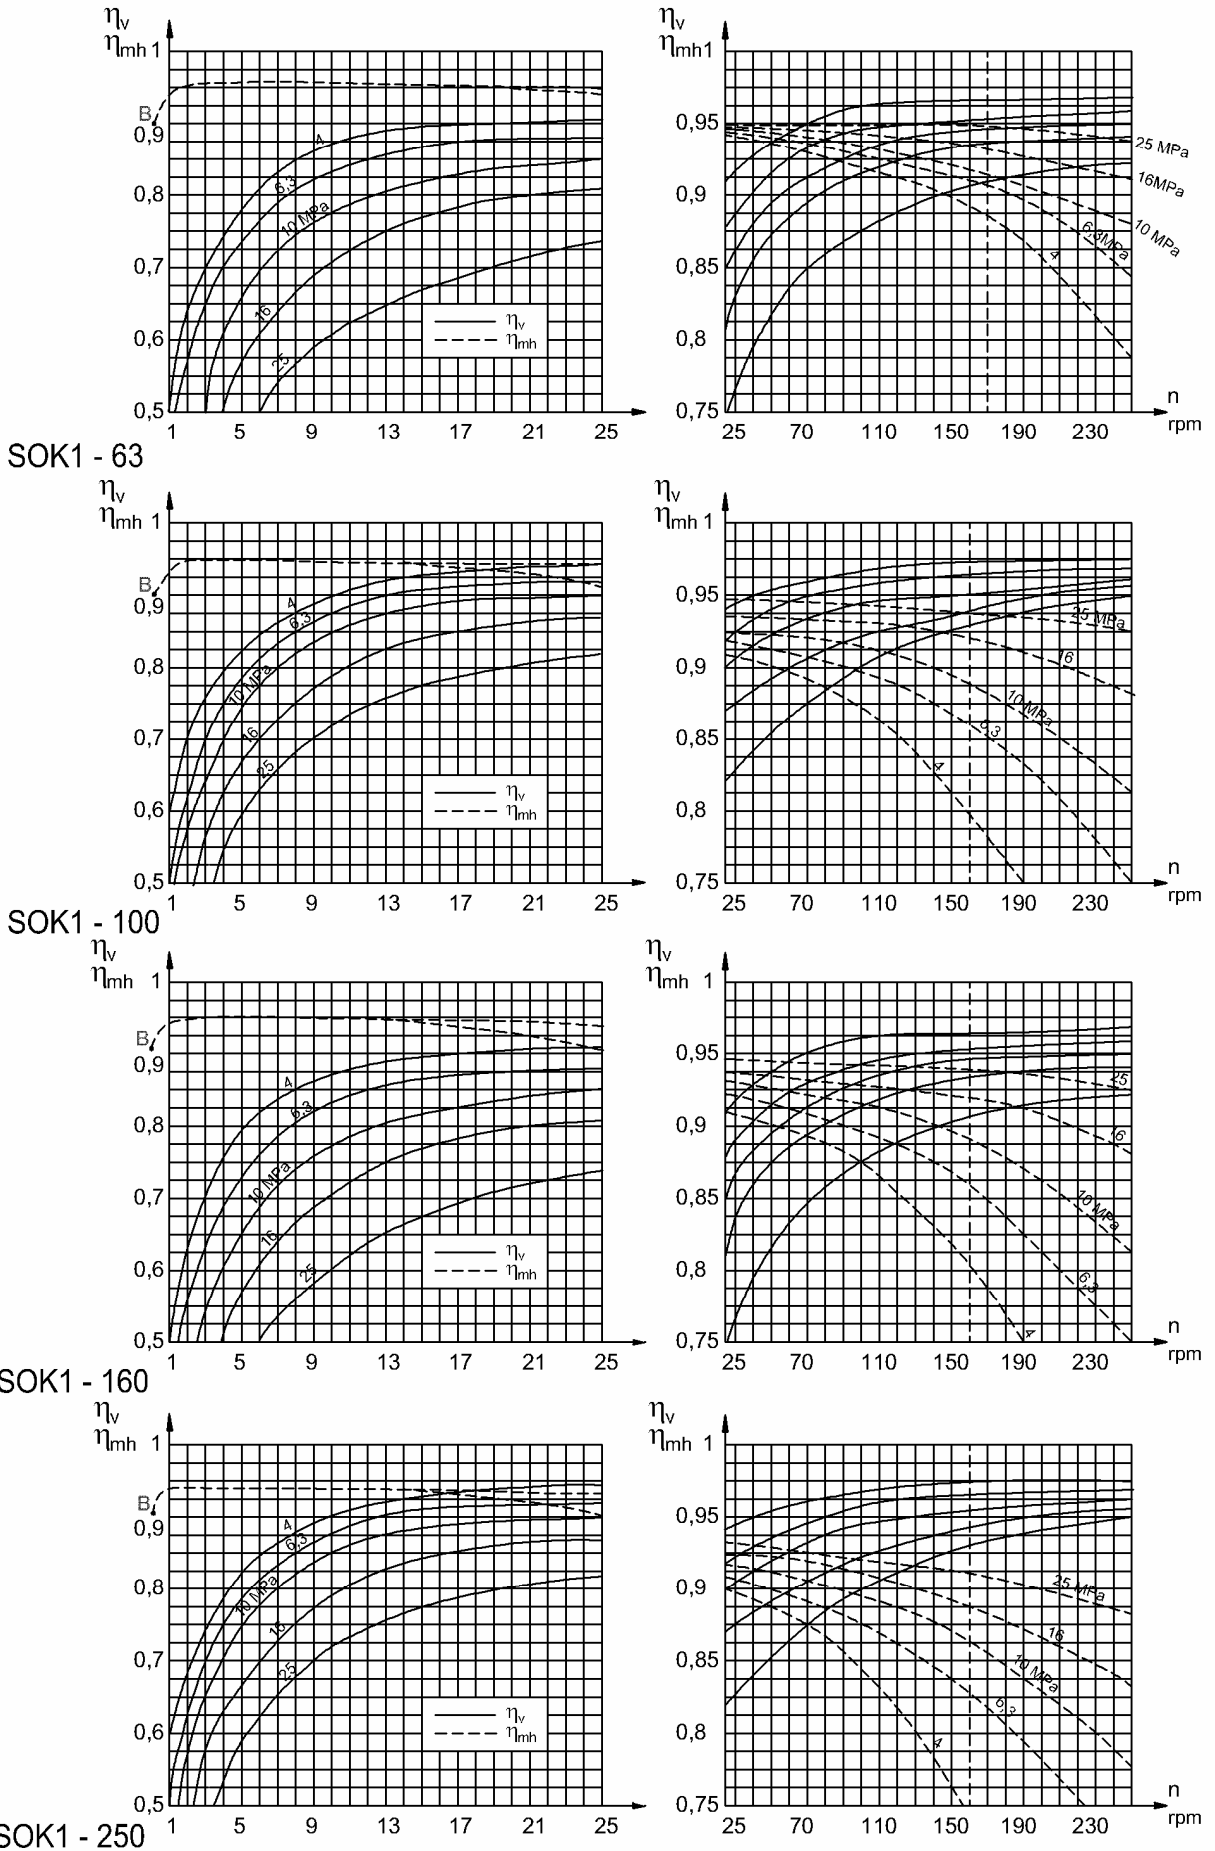 ηv ηv
ηmh 1 ηmh1
B 4 0,95
0,9 25 MPa
6,3 16MPa
0,8 0,9
10 MPa 6,3MPa 10 MPa
4
0,7 0,85
16 ηv
0,6 ηmh 0,8
25
0,5 0,75 n
1 5 9 13 17 21 25 25 70 110 150 190 230 rpm
SOK1 - 63
ηv ηv
ηmh 1 ηmh 1
B 4 0,95
0,9 6,3 25 MPa
0,8 0,9 16
10 MPa 10 MPa
0,7 16 0,85 6,3
25 4
ηv
0,6 ηmh 0,8
0,5 0,75 n
1 5 9 13 17 21 25 25 70 110 150 190 230 rpm
SOK1 - 100
ηv ηv
ηmh 1 ηmh 1
B 0,95
0,9 4 25
6,3
0,8 0,9 16
10 MPa
0,7 0,85 10 MPa
16
25 ηv
0,6 ηmh 0,8 6,3
0,5 0,75 4 n
1 5 9 13 17 21 25 25 70 110 150 190 230 rpm
SOK1 - 160
ηv ηv
ηmh 1 ηmh 1
B 4 0,95
0,9 6,3
0,8 0,9 25 MPa
10 MPa
16 16
0,7 25 0,85 10 MPa
6,3
ηv
0,6 ηmh 0,8 4
0,5 0,75 n
1 5 9 13 17 21 25 25 70 110 150 190 230 rpm
SOK1 - 250